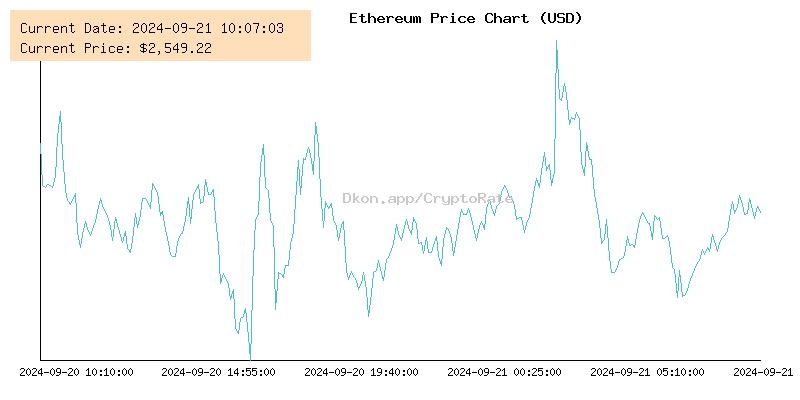 Ethereum Price Chart (USD)
Current Date: 2024-09-21 10:07:03
Current Price: $2,549.22
Dkon.app/CryptoRate
2024-09-20 10:10:00 2024-09-20 14:55:00 2024-09-20 19:40:00 2024-09-21 00:25:00 2024-09-21 05:10:00 2024-09-21